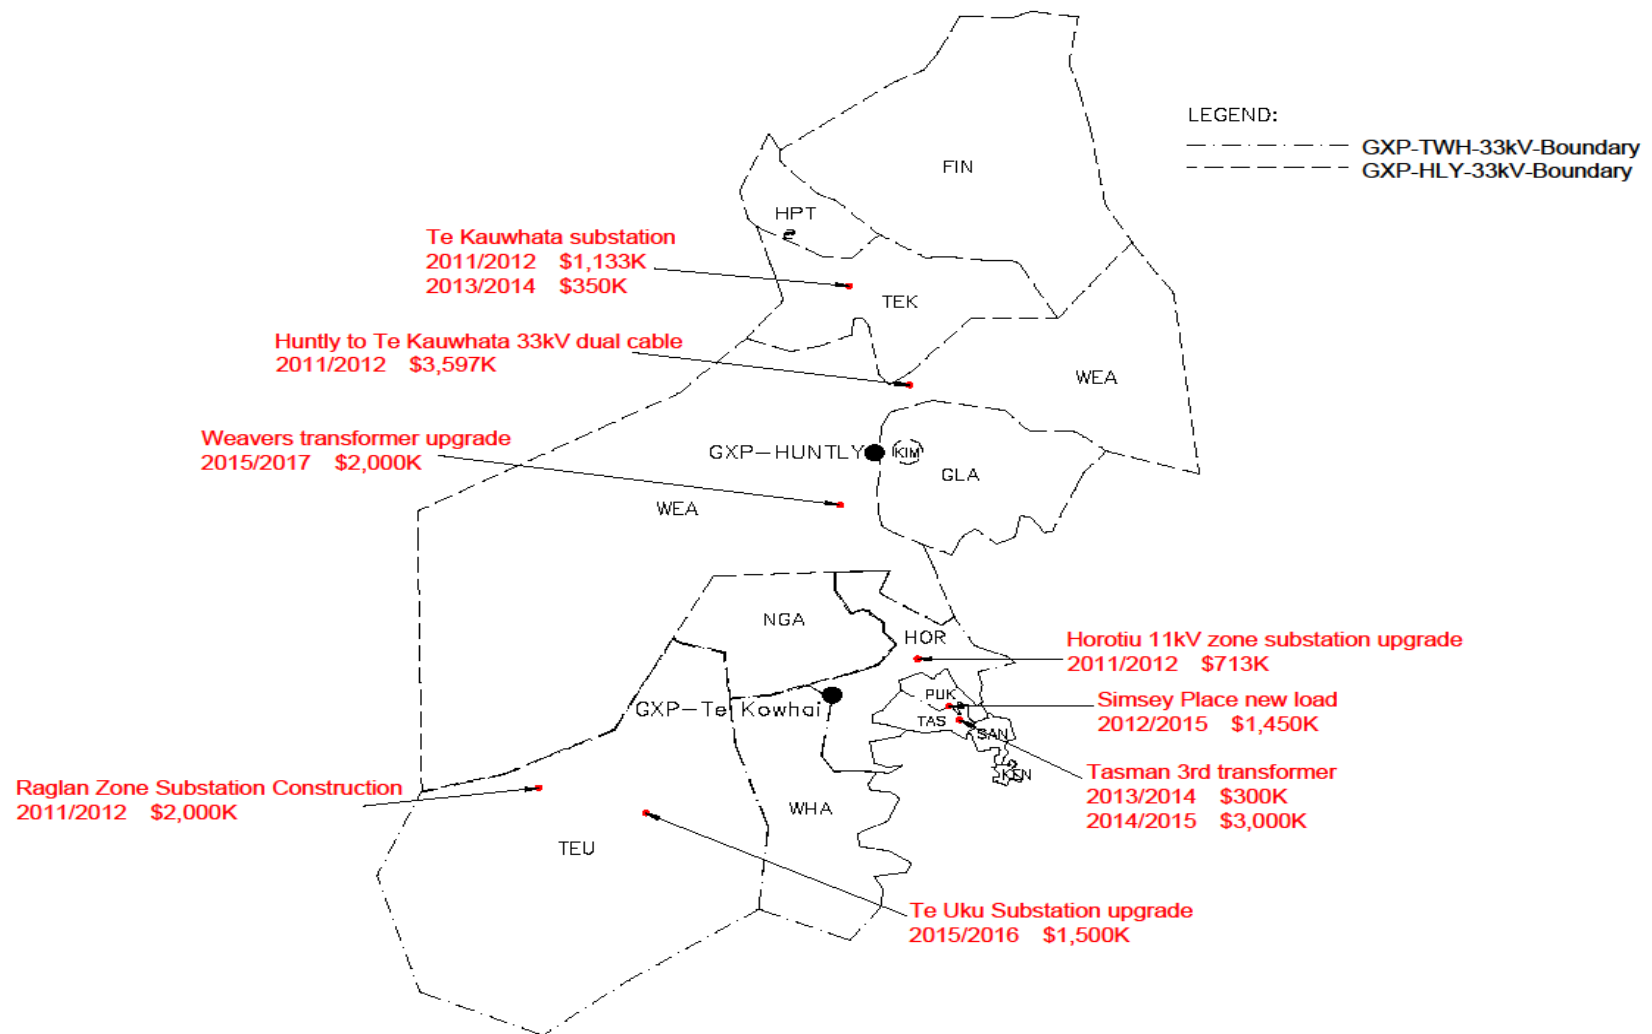 LEGEND:
GXP-TWH-33kV-Boundary
GXP-HLY-33kV-Boundary
FIN
HPT
Te Kauwhata substation
2011/2012 $1,133K
2013/2014 $350K
TEK
Huntly to Te Kauwhata 33kV dual cable
2011/2012 $3,597K
WEA
Weavers transformer upgrade
2015/2017 $2,000K
GXP-HUNTLY
KIM
GLA
WEA
NGA
HOR
Horotiu 11kV zone substation upgrade
2011/2012 $713K
PUK
Simsey Place new load
2012/2015 $1,450K
GXP-Te Kowhai
TAS
SAN
KEN
Tasman 3rd transformer
2013/2014 $300K
2014/2015 $3,000K
Raglan Zone Substation Construction
2011/2012 $2,000K
WHA
TEU
Te Uku Substation upgrade
2015/2016 $1,500K